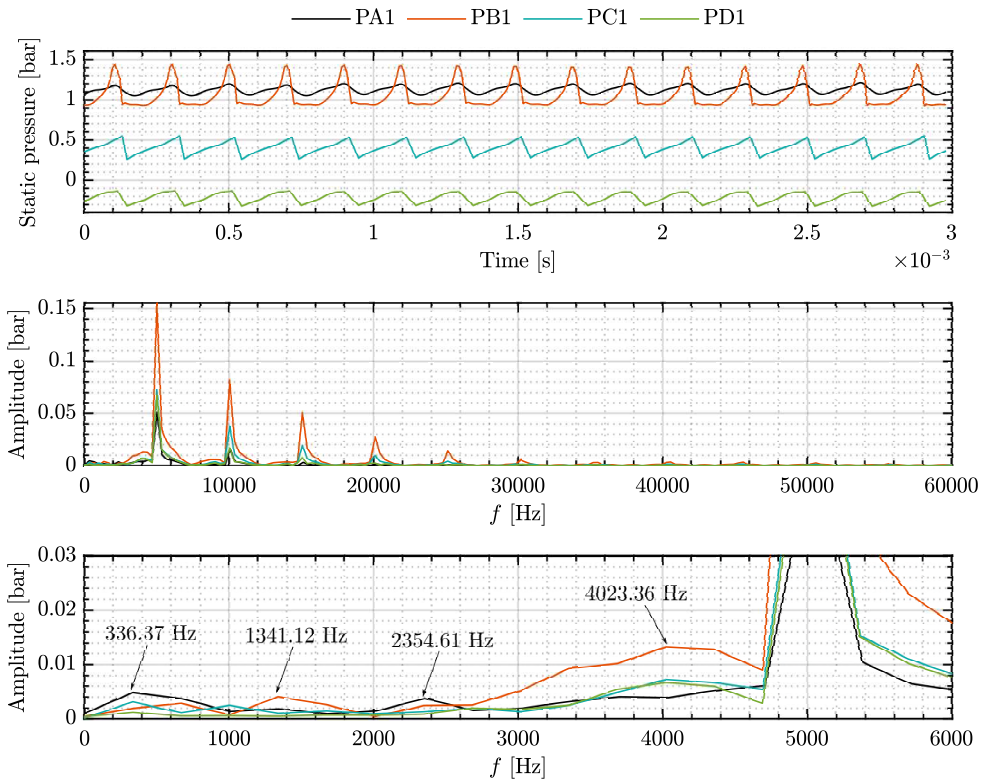 PA1 PB1 PC1 PD1
Static pressure [bar]
1.5
1
0.5
0
0 0.5 1 1.5 2 2.5 3
Time [s]
×10⁻³
Amplitude [bar]
0.15
0.1
0.05
0
0 10000 20000 30000 40000 50000 60000
f [Hz]
Amplitude [bar]
0.03
0.02
0.01
0
336.37 Hz
1341.12 Hz
2354.61 Hz
4023.36 Hz
0 1000 2000 3000 4000 5000 6000
f [Hz]